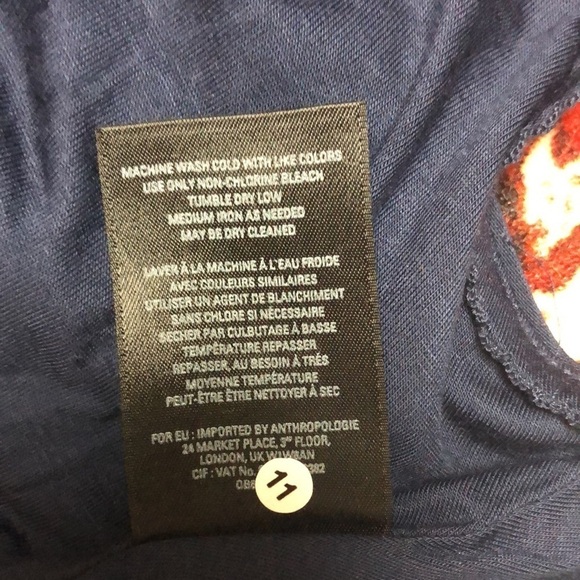 MACHINE WASH COLD WITH LIKE COLORS
USE ONLY NON-CHLORINE BLEACH
TUMBLE DRY LOW
MEDIUM IRON AS NEEDED
MAY BE DRY CLEANED
LAVER À LA MACHINE À L'EAU FROIDE
AVEC COULEURS SIMILAIRES
UTILISER UN AGENT DE BLANCHIMENT
SANS CHLORE SI NÉCESSAIRE
SECHER PAR CULBUTAGE À BASSE
TEMPÉRATURE REPASSER
REPASSER, AU BESOIN À TRÉS
MOYENNE TEMPÉRATURE
PEUT-ÊTRE ÊTRE NETTOYER À SEC
FOR EU : IMPORTED BY ANTHROPOLOGIE
24 MARKET PLACE, 3RD FLOOR,
LONDON, UK W1W8AN
CIF : VAT No
11